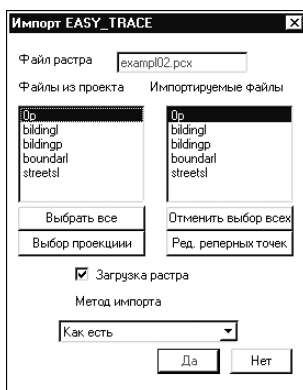 Импорт EASY_TRACE
Файл растра exampl02.pcx
Файлы из проекта Импортируемые файлы
0p 0p
bildingl bildingl
bildingp bildingp
boundarl boundarl
streetsl streetsl
Выбрать все Отменить выбор всех
Выбор проекциии Ред. реперных точек
Загрузка растра
Метод импорта
Как есть
Да Нет